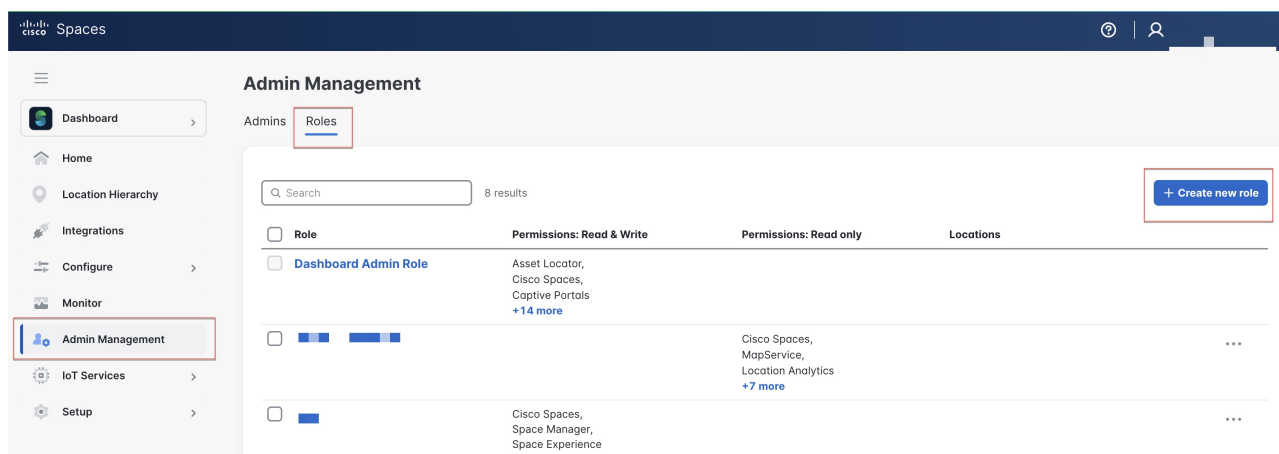 cisco Spaces
Admin Management
Dashboard
Admins Roles
Home
Location Hierarchy
Search
8 results
+ Create new role
Integrations
Role Permissions: Read & Write Permissions: Read only Locations
Configure
Dashboard Admin Role
Asset Locator,
Cisco Spaces,
Captive Portals
+14 more
Monitor
Admin Management
Cisco Spaces,
MapService,
Location Analytics
+7 more
IoT Services
Setup
Cisco Spaces,
Space Manager,
Space Experience